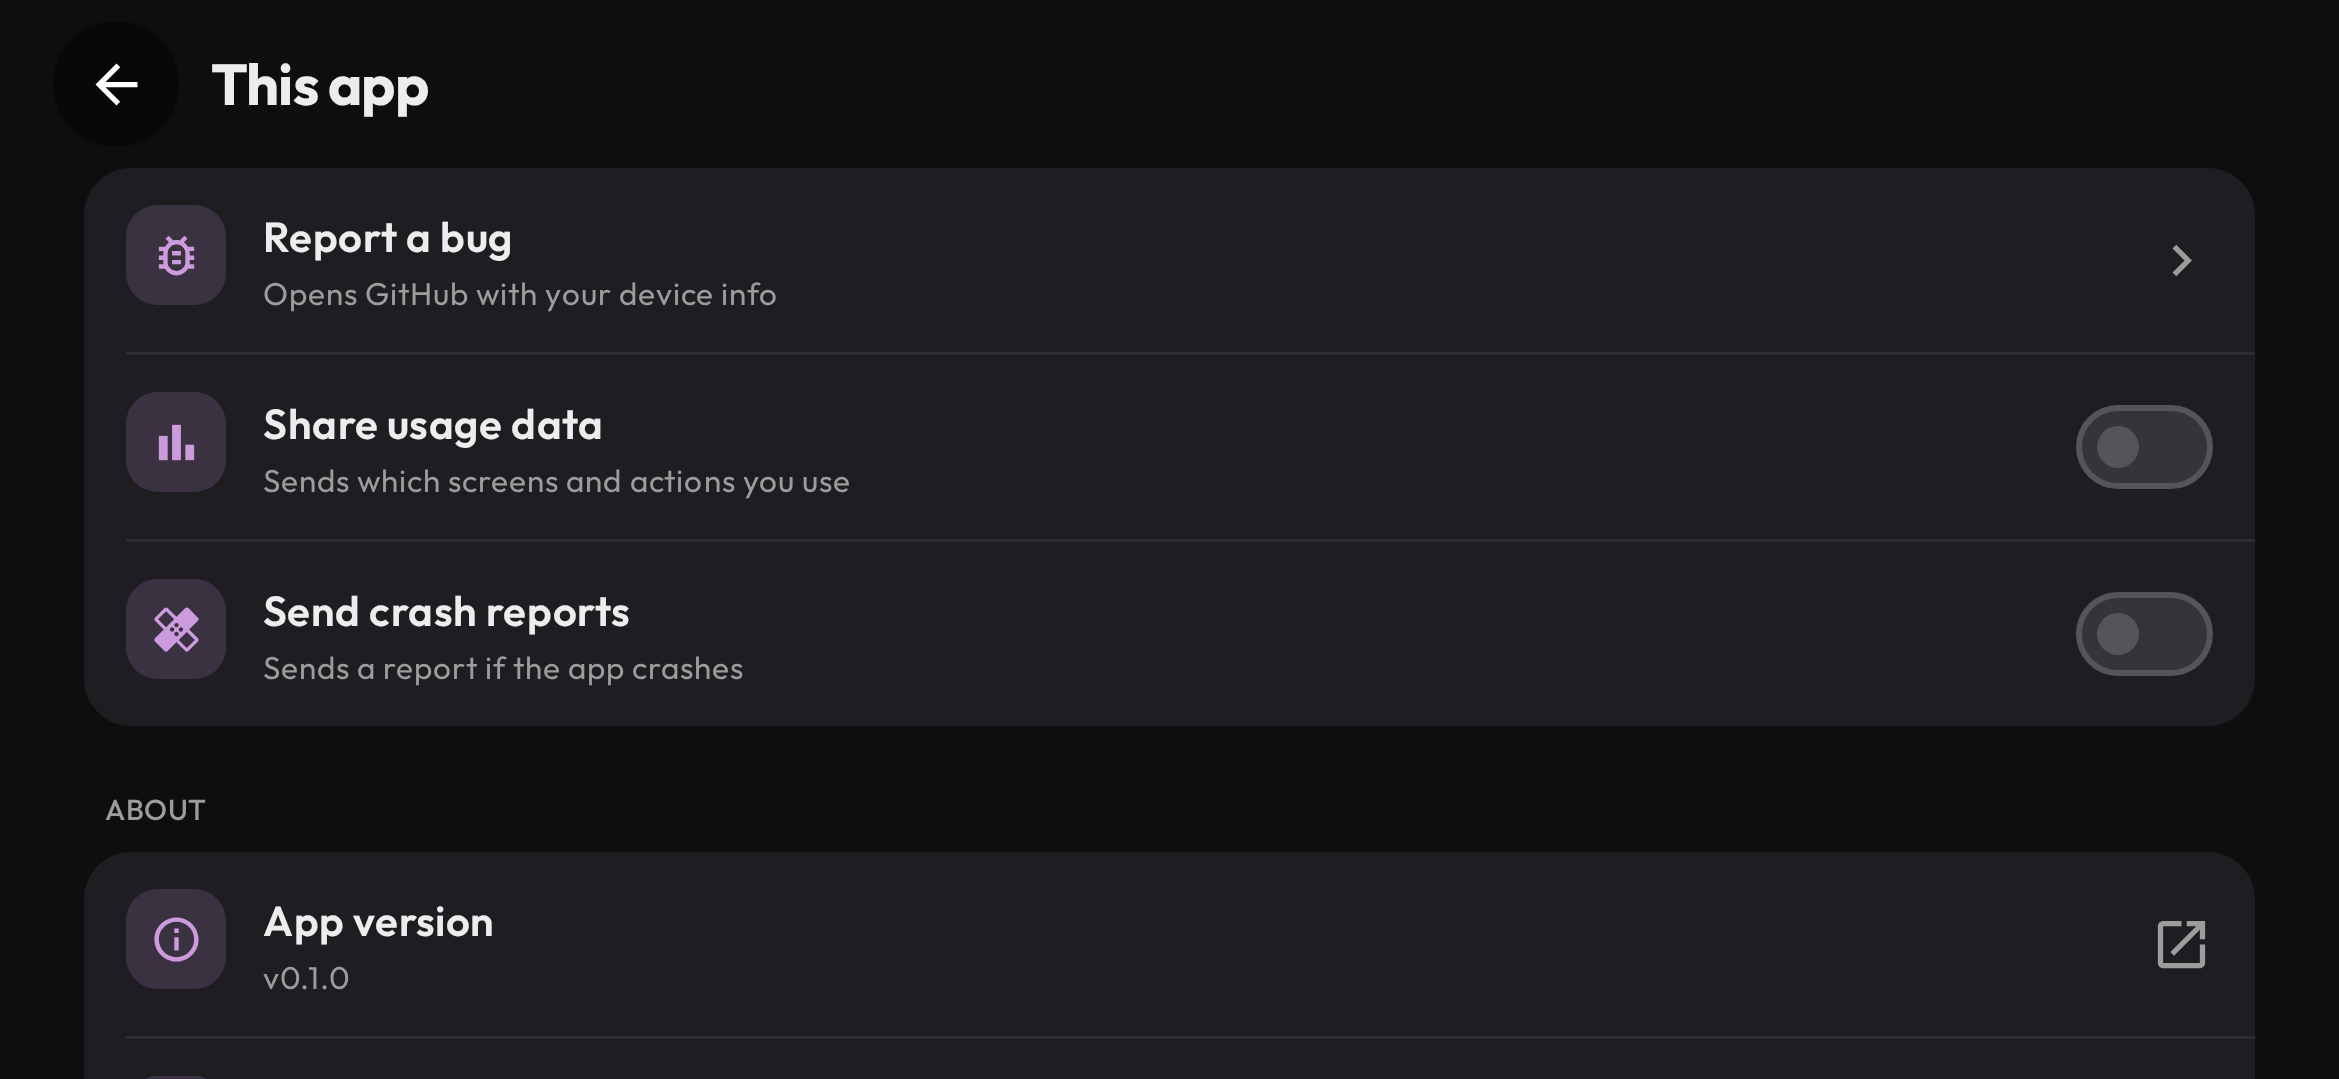 This app
Report a bug
Opens GitHub with your device info
Share usage data
Sends which screens and actions you use
Send crash reports
Sends a report if the app crashes
ABOUT
App version
v0.1.0